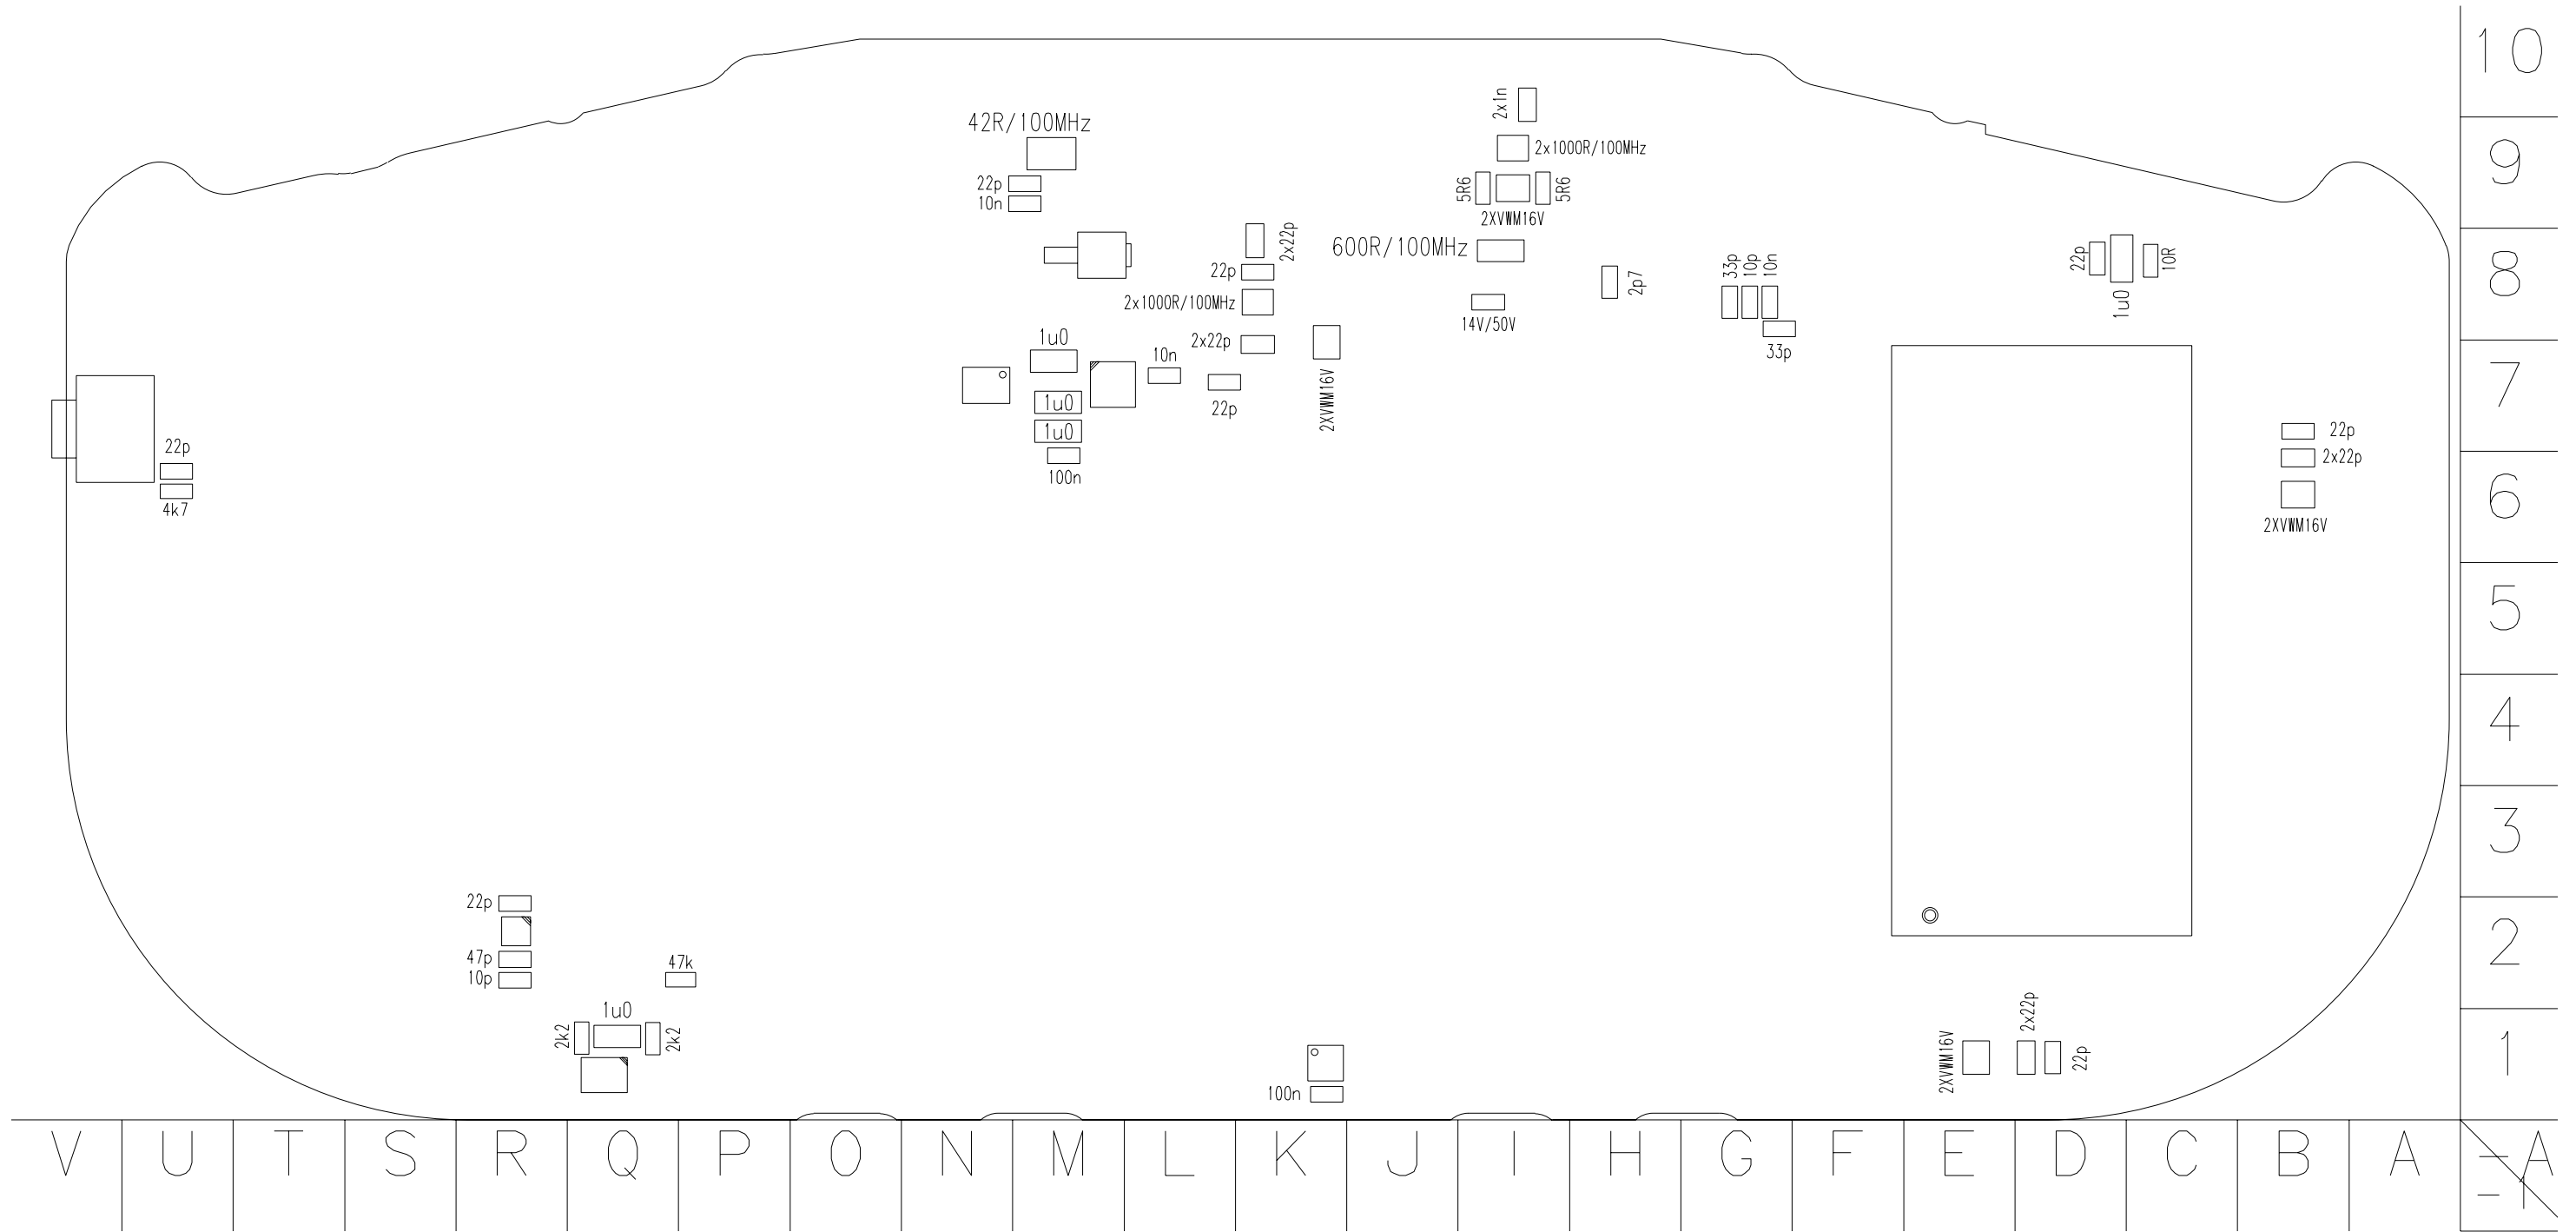 10
2x1n
42R/100MHz
2x1000R/100MHz
9
22p
10n
5R6
5R6
2XVWM16V
2x22p
600R/100MHz
22p
10R
22p
33p
10p
10n
2p7
8
2x1000R/100MHz
1u0
14V/50V
1u0
2x22p
10n
33p
7
22p
2XVWM16V
1u0
1u0
22p
22p
2x22p
100n
6
4k7
2XVWM16V
5
4
3
22p
2
47p
47k
10p
1u0
2x22p
2k2
2k2
2XVWM16V
22p
1
100n
V U T S R Q P O N M L K J I H G F E D C B A -A
-1